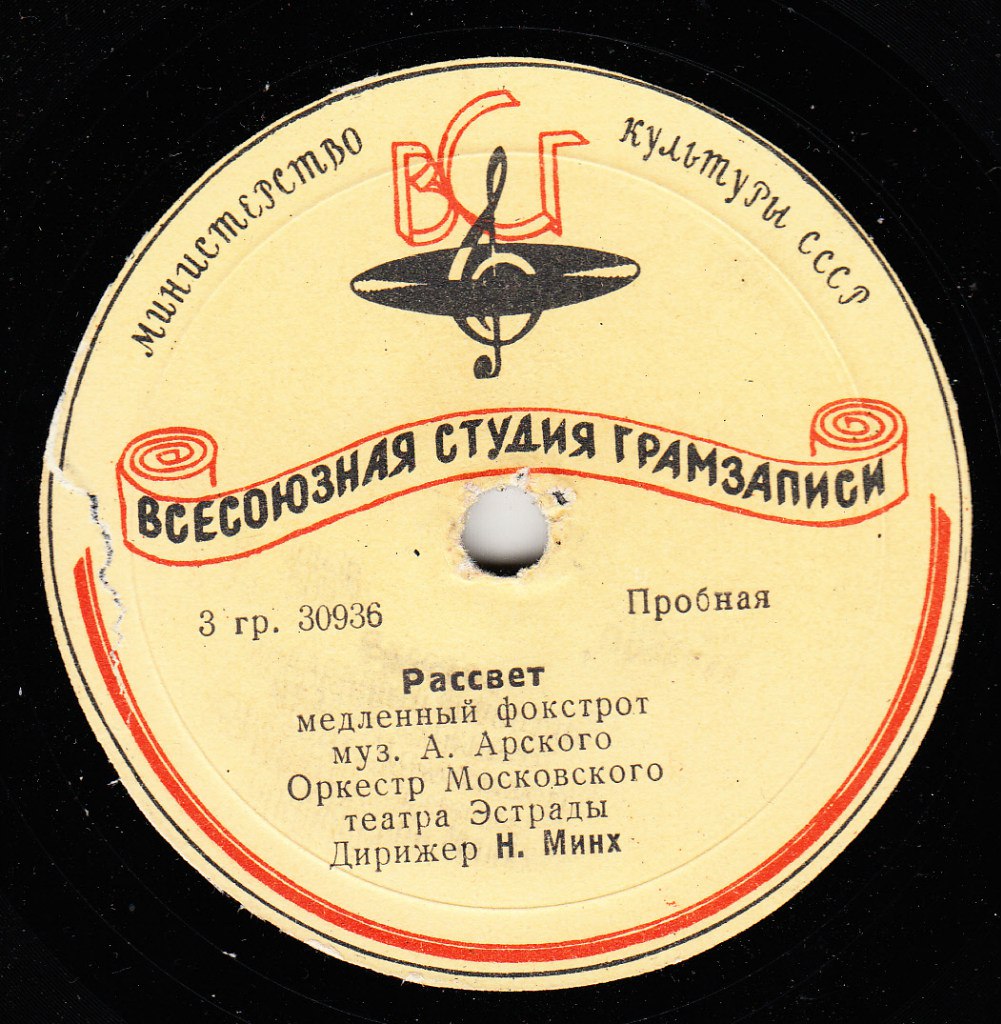 МИНИСТЕРСТВО КУЛЬТУРЫ СССР
ВСГ
ВСЕСОЮЗНАЯ СТУДИЯ ГРАМЗАПИСИ
3 гр. 30936 Пробная
Рассвет
медленный фокстрот
муз. А. Арского
Оркестр Московского
театра Эстрады
Дирижер Н. Минх